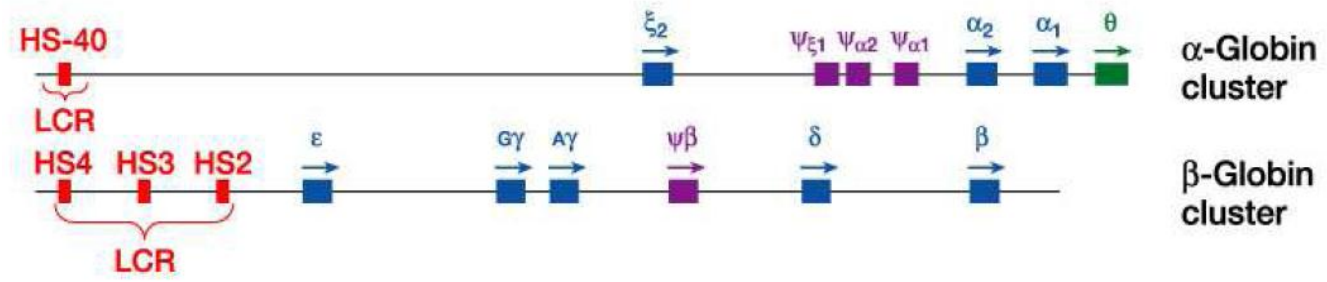 HS-40 ξ2 ψξ1 ψα2 ψα1 α2 α1 θ α-Globin cluster
LCR
HS4 HS3 HS2 ε Gγ Aγ ψβ δ β β-Globin cluster
LCR